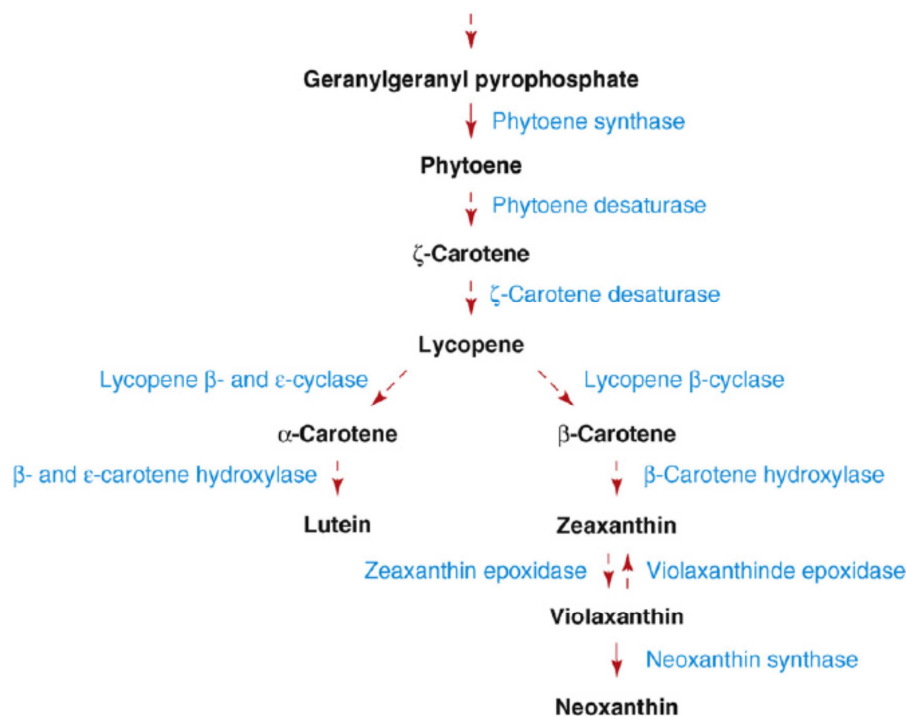 Geranylgeranyl pyrophosphate
Phytoene synthase
Phytoene
Phytoene desaturase
ζ-Carotene
ζ-Carotene desaturase
Lycopene
Lycopene β- and ε-cyclase
Lycopene β-cyclase
α-Carotene
β-Carotene
β- and ε-carotene hydroxylase
β-Carotene hydroxylase
Lutein
Zeaxanthin
Zeaxanthin epoxidase
Violaxanthinde epoxidase
Violaxanthin
Neoxanthin synthase
Neoxanthin